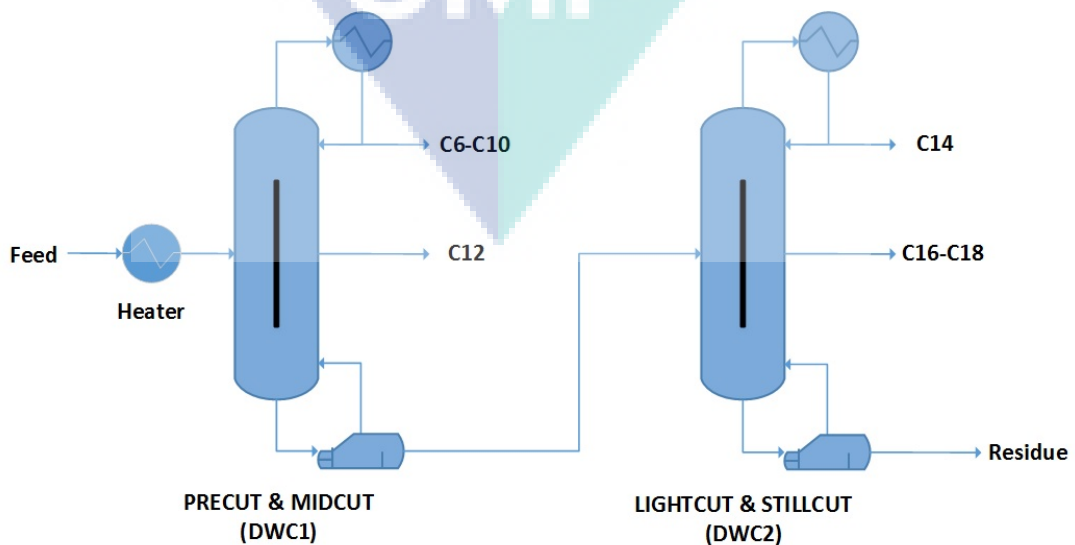 C6-C10
C14
Feed
C12
C16-C18
Heater
Residue
PRECUT & MIDCUT
(DWC1)
LIGHTCUT & STILLCUT
(DWC2)